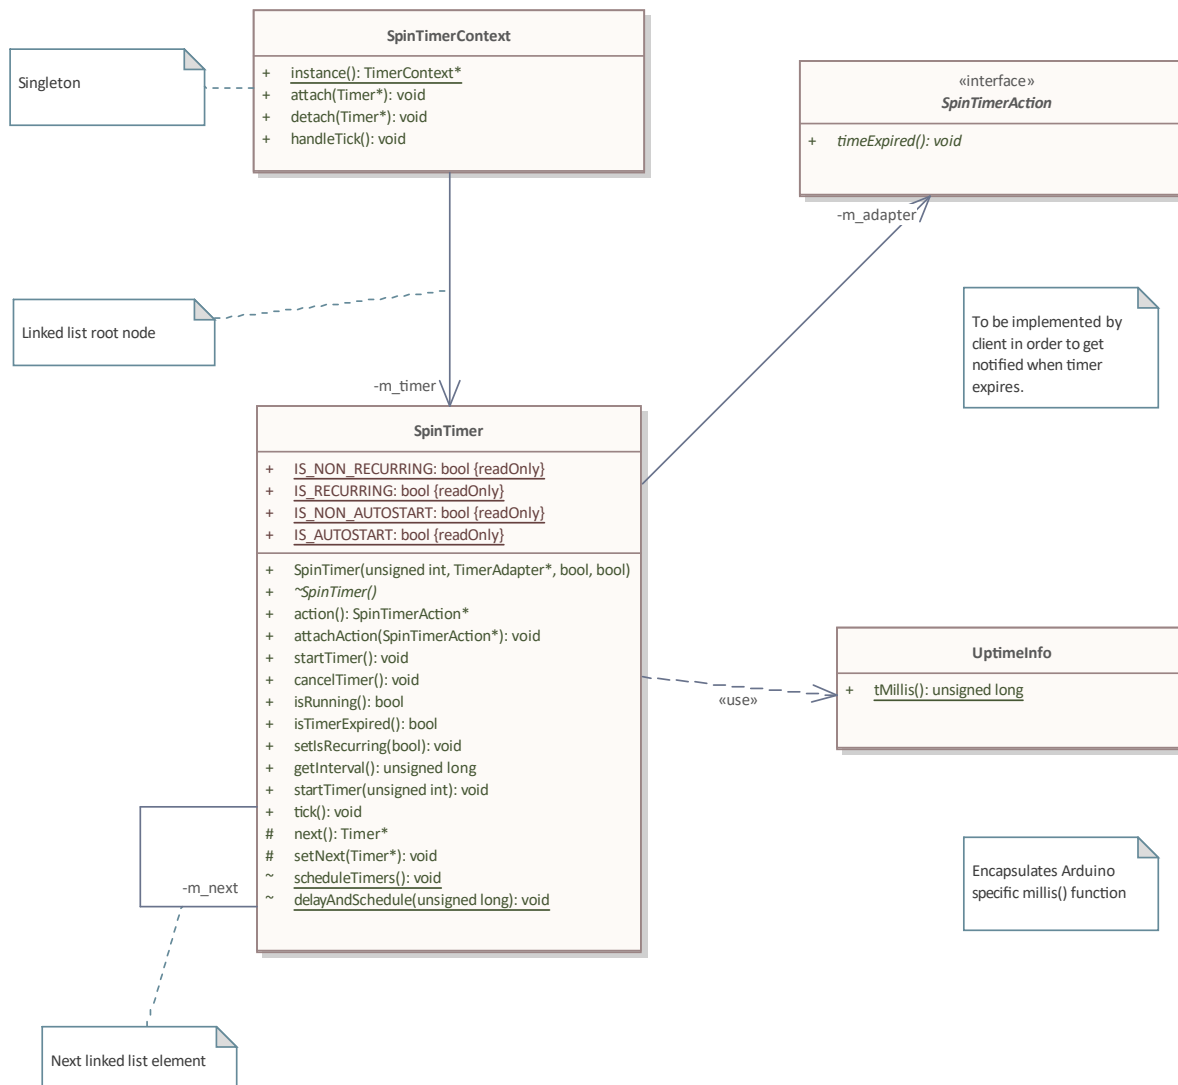 SpinTimerContext
+ instance(): TimerContext*
+ attach(Timer*): void
+ detach(Timer*): void
+ handleTick(): void
Singleton
«interface»
SpinTimerAction
+ timeExpired(): void
-m_adapter
Linked list root node
To be implemented by
client in order to get
notified when timer
expires.
-m_timer
SpinTimer
+ IS_NON_RECURRING: bool {readOnly}
+ IS_RECURRING: bool {readOnly}
+ IS_NON_AUTOSTART: bool {readOnly}
+ IS_AUTOSTART: bool {readOnly}
+ SpinTimer(unsigned int, TimerAdapter*, bool, bool)
+ ~SpinTimer()
+ action(): SpinTimerAction*
+ attachAction(SpinTimerAction*): void
+ startTimer(): void
+ cancelTimer(): void
+ isRunning(): bool
+ isTimerExpired(): bool
+ setIsRecurring(bool): void
+ getInterval(): unsigned long
+ startTimer(unsigned int): void
+ tick(): void
# next(): Timer*
# setNext(Timer*): void
~ scheduleTimers(): void
~ delayAndSchedule(unsigned long): void
«use»
UptimeInfo
+ tMillis(): unsigned long
-m_next
Encapsulates Arduino
specific millis() function
Next linked list element